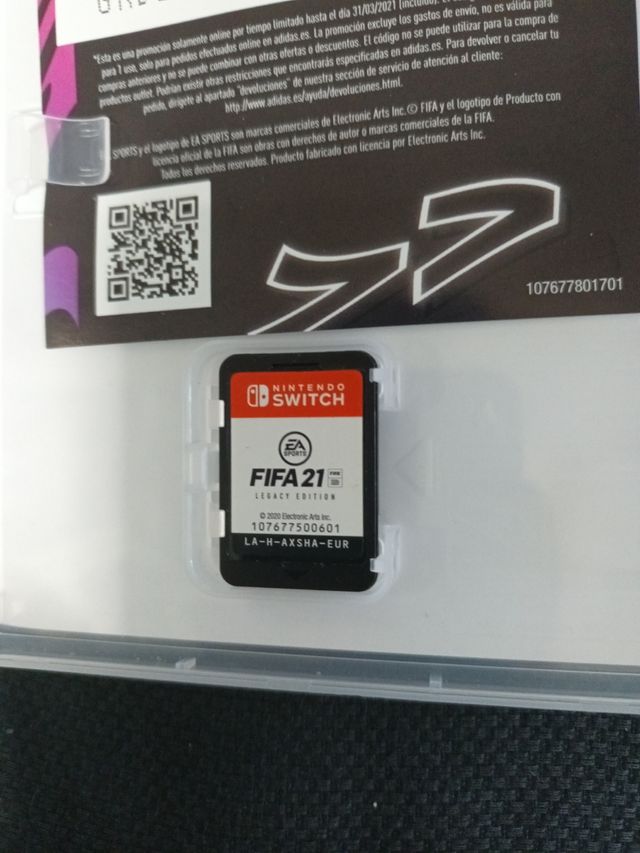 *Esta es una promoción solamente online por tiempo limitado hasta el día 31/03/2021 (incluido).
para 1 uso, solo para pedidos efectuados online en adidas.es. La promoción excluye los gastos de envío, no es válida para
compras anteriores y no se puede combinar con otras ofertas o descuentos. El código no se puede utilizar para la compra de
productos outlet. Podrían existir otras restricciones que encontrarás especificadas en adidas.es. Para devolver o cancelar tu
pedido, dirígete al apartado "devoluciones" de nuestra sección de servicio de atención al cliente:
http://www.adidas.es/ayuda/devoluciones.html.
SPORTS y el logotipo de EA SPORTS son marcas comerciales de Electronic Arts Inc. © FIFA y el logotipo de Producto con
licencia oficial de la FIFA son obras con derechos de autor o marcas comerciales de la FIFA.
Todos los derechos reservados. Producto fabricado con licencia por Electronic Arts Inc.
107677801701
NINTENDO
SWITCH
EA
SPORTS
FIFA 21
LEGACY EDITION
© 2020 Electronic Arts Inc.
107677500601
LA-H-AXSHA-EUR